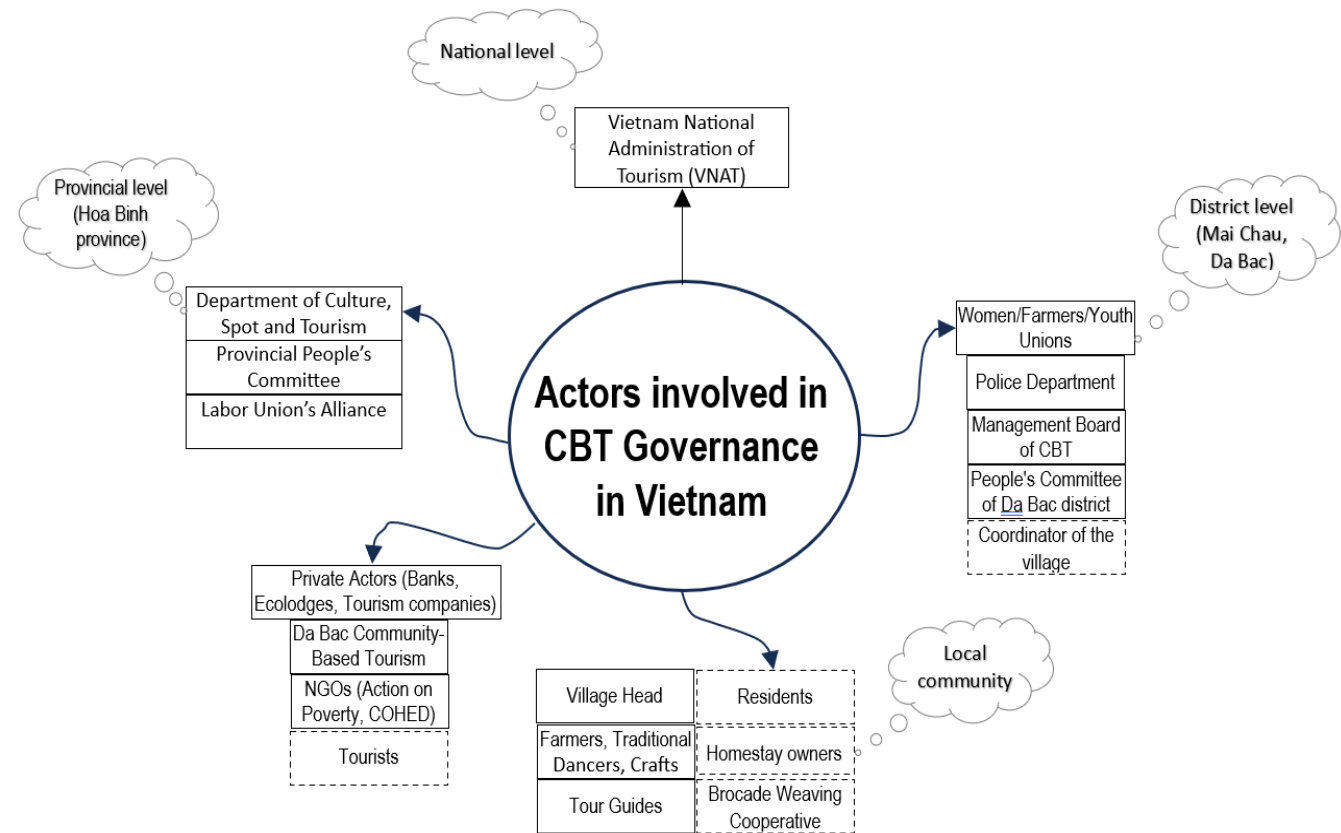 National level
Vietnam National
Administration of
Tourism (VNAT)
Provincial level
(Hoa Binh
province)
District level
(Mai Chau,
Da Bac)
Department of Culture,
Spot and Tourism
Provincial People's
Committee
Labor Union's Alliance
Women/Farmers/Youth
Unions
Police Department
Management Board
of CBT
People's Committee
of Da Bac district
Coordinator of the
village
Actors involved in
CBT Governance
in Vietnam
Private Actors (Banks,
Ecolodges, Tourism companies)
Da Bac Community-
Based Tourism
NGOs (Action on
Poverty, COHED)
Tourists
Local
community
Village Head
Residents
Farmers, Traditional
Dancers, Crafts
Homestay owners
Tour Guides
Brocade Weaving
Cooperative